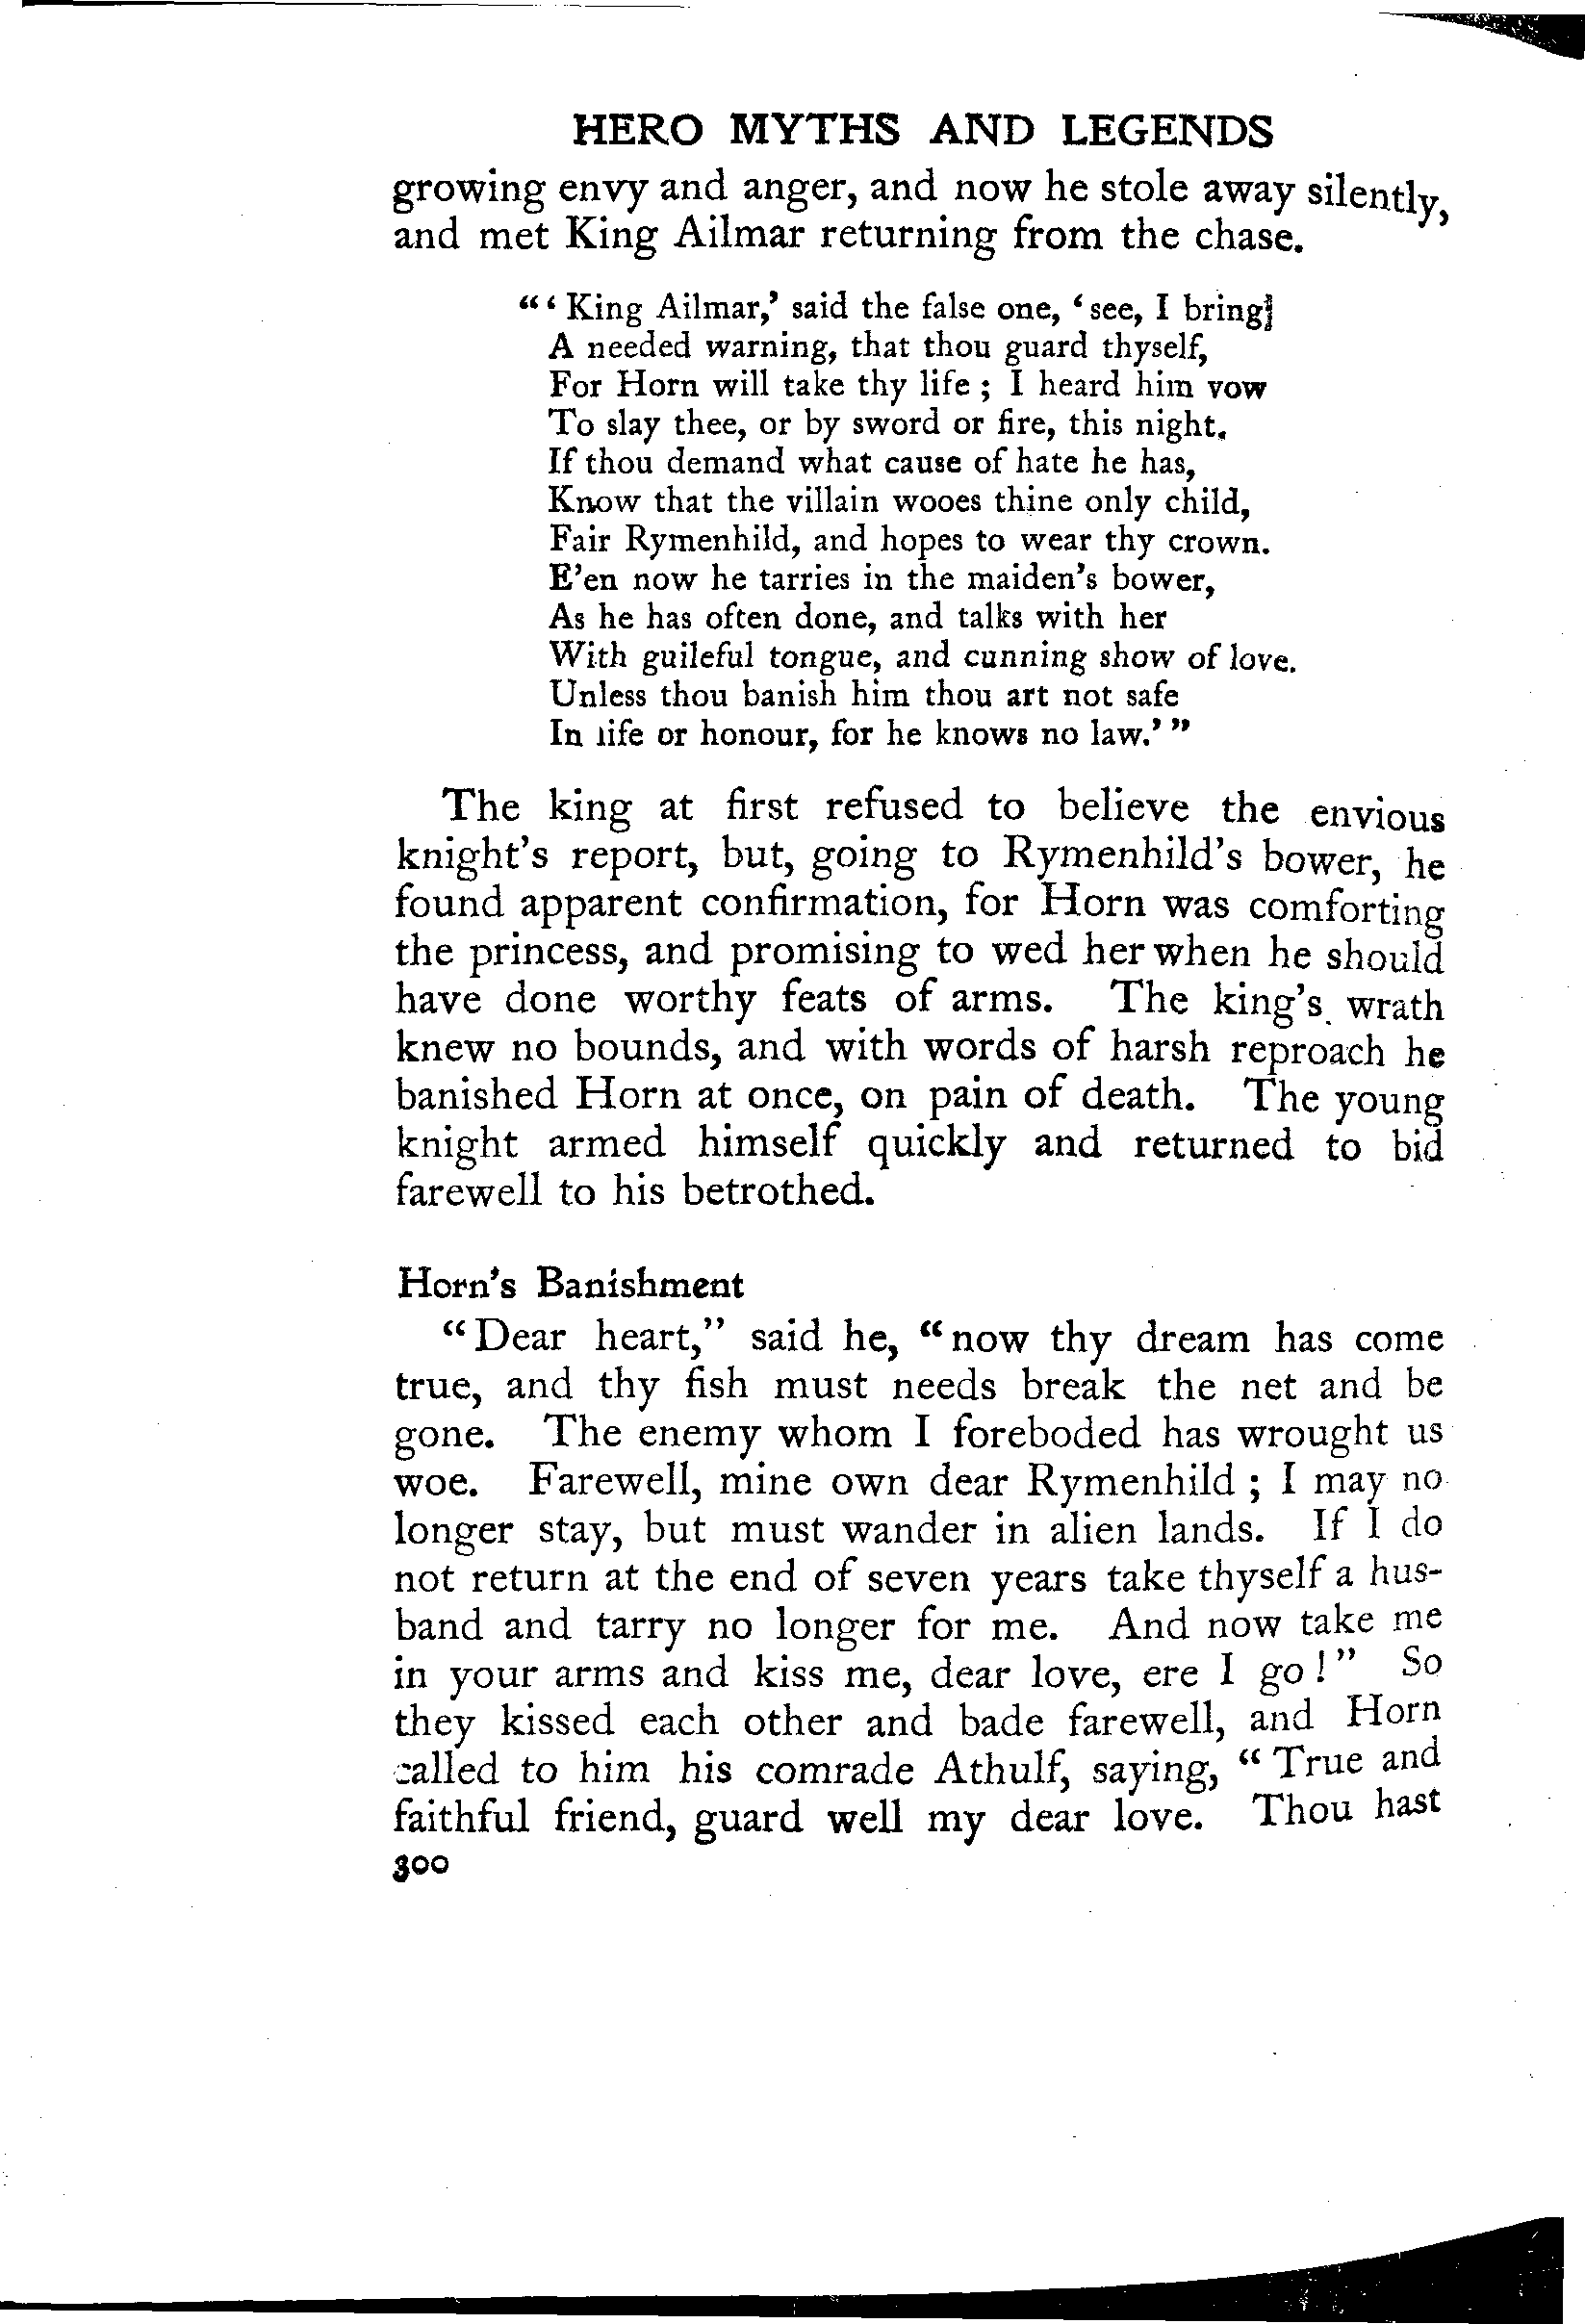 HERO MYTHS AND LEGENDS
growing envy and anger, and now he stole away silently,
and met King Ailmar returning from the chase.
“‘King Ailmar,’ said the false one, ‘see, I bring
A needed warning, that thou guard thyself,
For Horn will take thy life; I heard him vow
To slay thee, or by sword or fire, this night.
If thou demand what cause of hate he has,
Know that the villain wooes thine only child,
Fair Rymenhild, and hopes to wear thy crown.
E’en now he tarries in the maiden’s bower,
As he has often done, and talks with her
With guileful tongue, and cunning show of love.
Unless thou banish him thou art not safe
In life or honour, for he knows no law.’”
The king at first refused to believe the envious
knight’s report, but, going to Rymenhild’s bower, he
found apparent confirmation, for Horn was comforting
the princess, and promising to wed her when he should
have done worthy feats of arms. The king’s wrath
knew no bounds, and with words of harsh reproach he
banished Horn at once, on pain of death. The young
knight armed himself quickly and returned to bid
farewell to his betrothed.
Horn’s Banishment
“Dear heart,” said he, “now thy dream has come
true, and thy fish must needs break the net and be
gone. The enemy whom I foreboded has wrought us
woe. Farewell, mine own dear Rymenhild; I may no
longer stay, but must wander in alien lands. If I do
not return at the end of seven years take thyself a hus-
band and tarry no longer for me. And now take me
in your arms and kiss me, dear love, ere I go!” So
they kissed each other and bade farewell, and Horn
called to him his comrade Athulf, saying, “True and
faithful friend, guard well my dear love. Thou hast
300